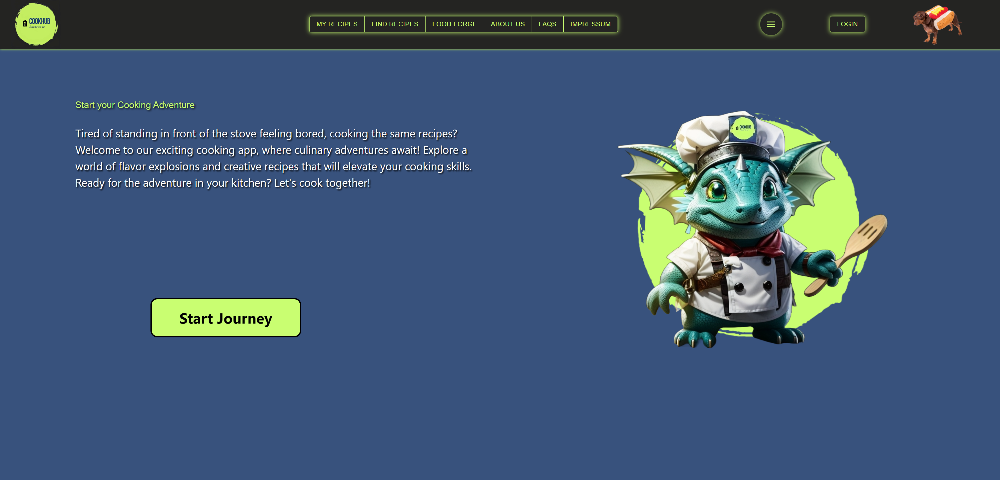 COOKHUB
Adventure to eat
MY RECIPES
FIND RECIPES
FOOD FORGE
ABOUT US
FAQS
IMPRESSUM
LOGIN
Start your Cooking Adventure
Tired of standing in front of the stove feeling bored, cooking the same recipes?
Welcome to our exciting cooking app, where culinary adventures await! Explore a
world of flavor explosions and creative recipes that will elevate your cooking skills.
Ready for the adventure in your kitchen? Let's cook together!
COOKHUB
Start Journey